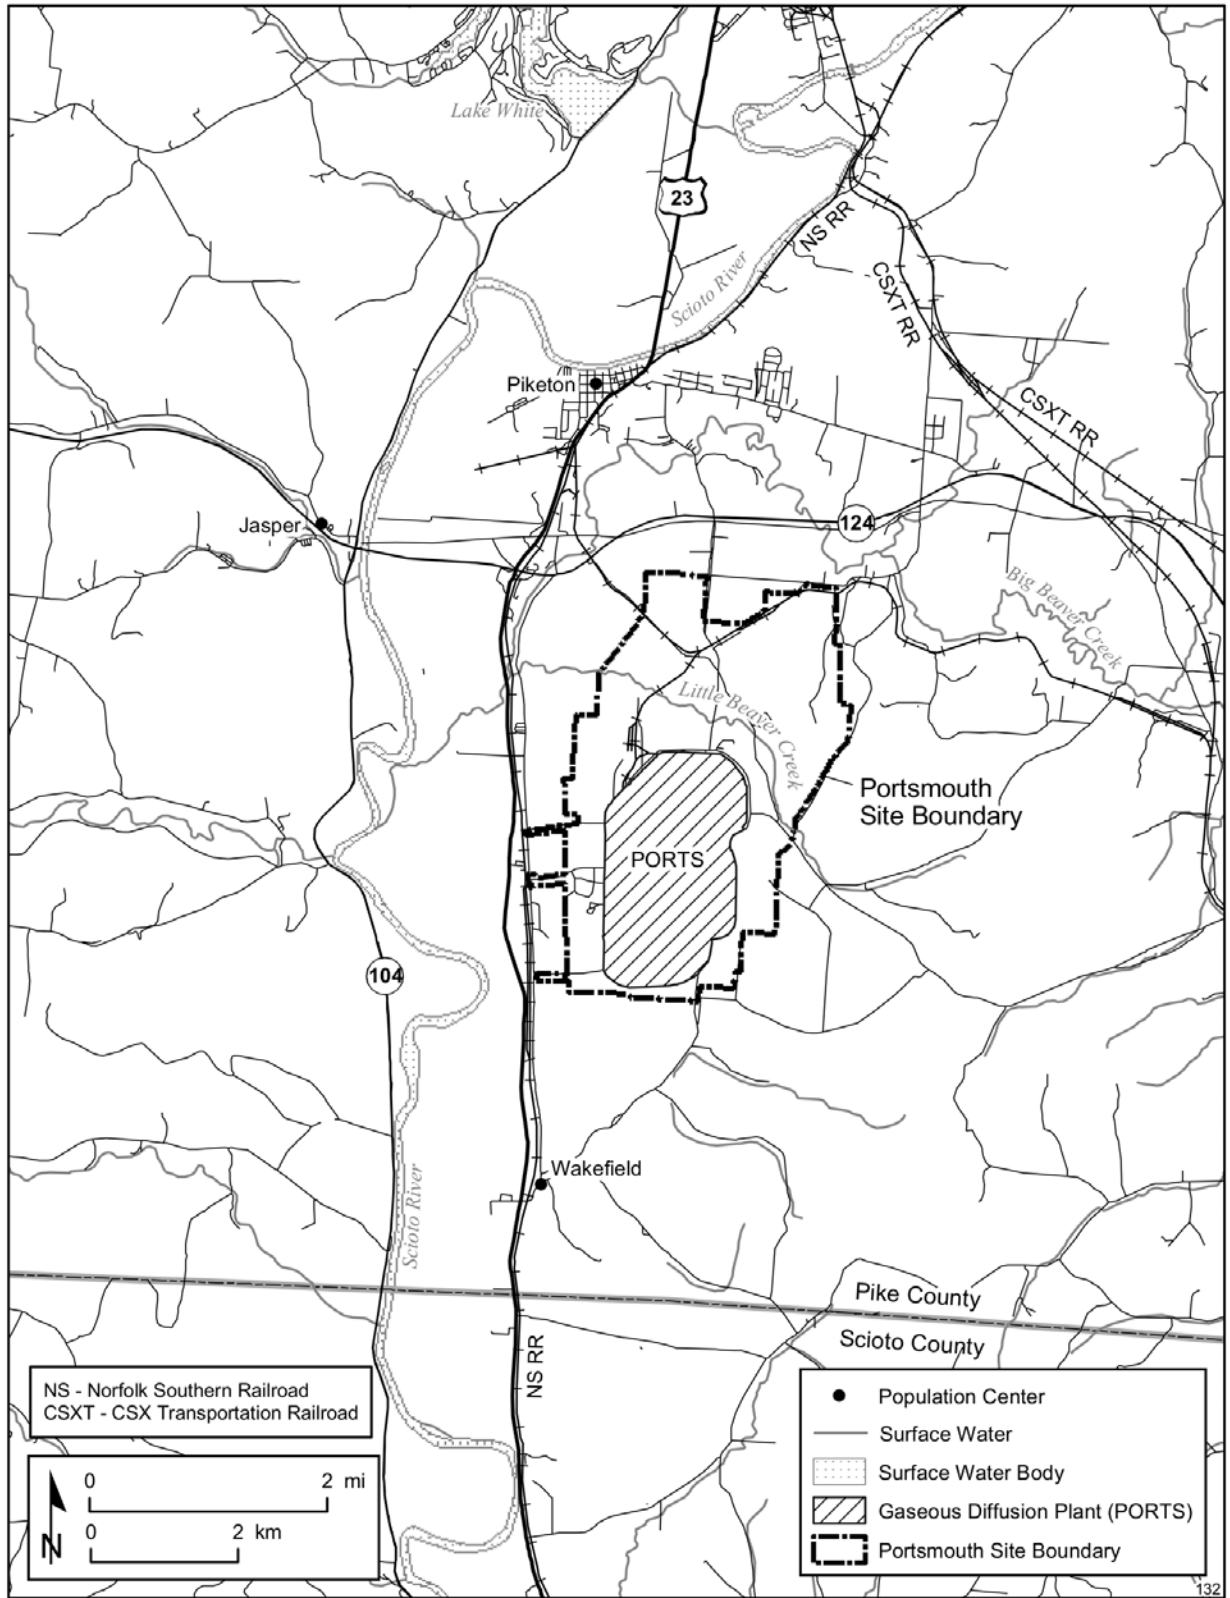 Lake White
23
NS RR
Scioto River
CSXT RR
Piketon
CSXT RR
Jasper
124
Big Beaver
Creek
Little Beaver
Creek
Portsmouth
Site Boundary
PORTS
104
Wakefield
Scioto River
Pike County
Scioto County
NS RR
NS - Norfolk Southern Railroad
CSXT - CSX Transportation Railroad
0 2 mi
0 2 km
N
Population Center
Surface Water
Surface Water Body
Gaseous Diffusion Plant (PORTS)
Portsmouth Site Boundary
132